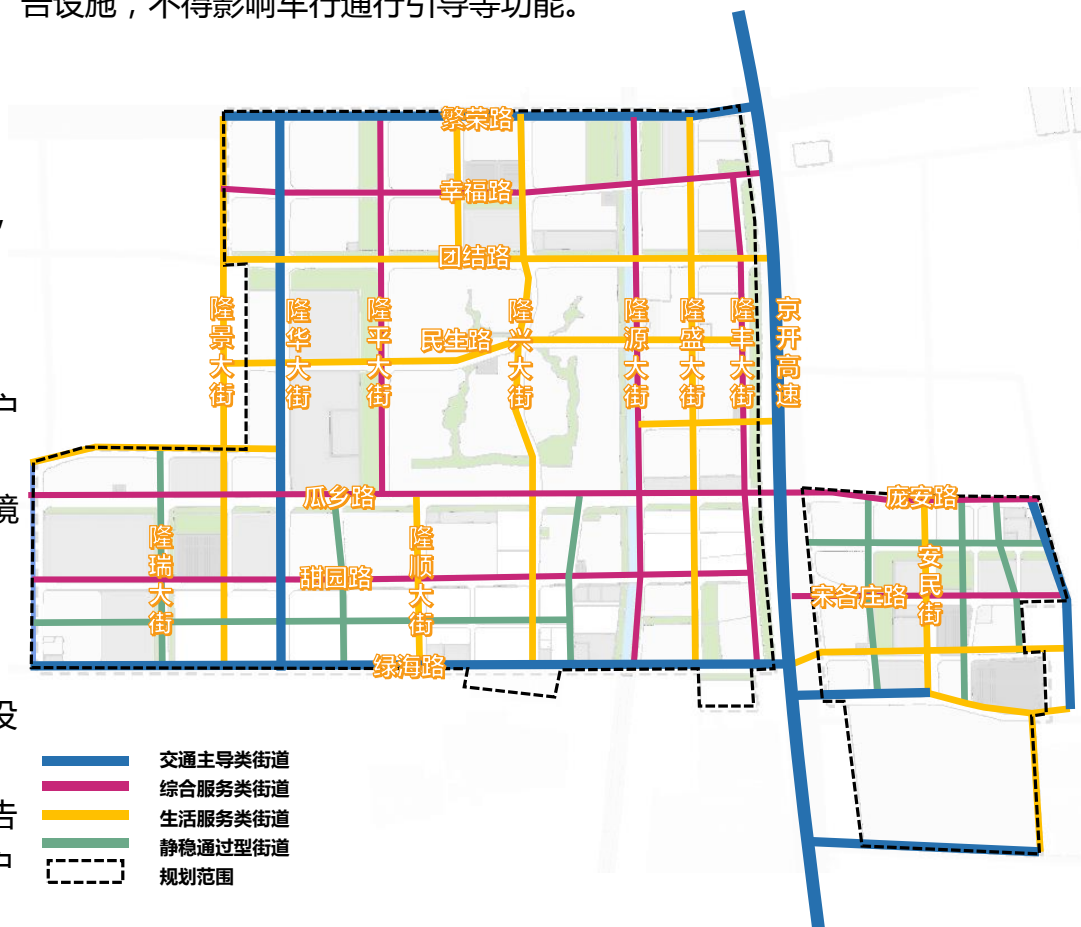 告设施，不得影响车行通行引导等功能。
繁荣路
幸福路
团结路
隆景大街
隆华大街
隆平大街
民生路
隆兴大街
隆源大街
隆盛大街
隆丰大街
京开高速
户
境
瓜乡路
庞安路
隆瑞大街
甜园路
隆顺大街
宋各庄路
安民街
绿海路
设
告
交通主导类街道
综合服务类街道
生活服务类街道
静稳通过型街道
规划范围